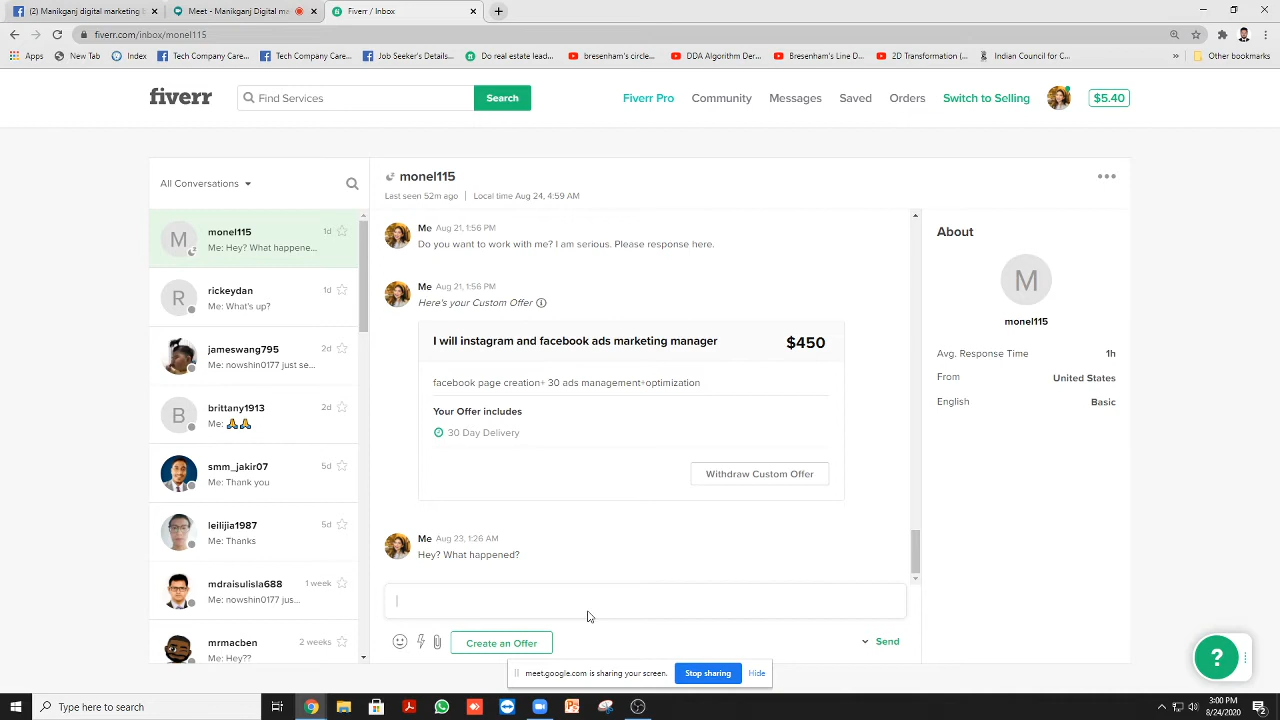 (2) Manikganj digital marketing b
Meet - Manikganj Digital ma
Fiverr / Inbox
fiverr.com/inbox/monel115
Apps
New Tab
Index
Tech Company Care...
Tech Company Care...
Job Seeker's Details...
Do real estate leed...
bresenham's circle...
DDA Algorithm Der...
Bresenham's Line D...
2D Transformation (...
Indian Council for C...
Other bookmarks
fiverr
Find Services
Search
Fiverr Pro
Community
Messages
Saved
Orders
Switch to Selling
$5.40
All Conversations
monel115
Last seen 52m ago | Local time Aug 24, 4:59 AM
M
monel115
1d
Me: Hey? What happene...
R
rickeydan
1d
Me: What's up?
jameswang795
2d
Me: nowshin0177 just se...
B
brittany1913
2d
Me: 🙏🙏
smm_jakir07
5d
Me: Thank you
leilijia1987
5d
Me: Thanks
mdraisulisla688
1 week
Me: nowshin0177 jus...
mrmacben
2 weeks
Me: Hey??
Me Aug 21, 1:56 PM
Do you want to work with me? I am serious. Please response here.
Me Aug 21, 1:56 PM
Here's your Custom Offer
I will instagram and facebook ads marketing manager
$450
facebook page creation+ 30 ads management+optimization
Your Offer includes
30 Day Delivery
Withdraw Custom Offer
Me Aug 23, 1:26 AM
Hey? What happened?
Create an Offer
Send
About
M
monel115
Avg. Response Time 1h
From United States
English Basic
?
meet.google.com is sharing your screen.
Stop sharing
Hide
Type here to search
3:00 PM
8/24/2020